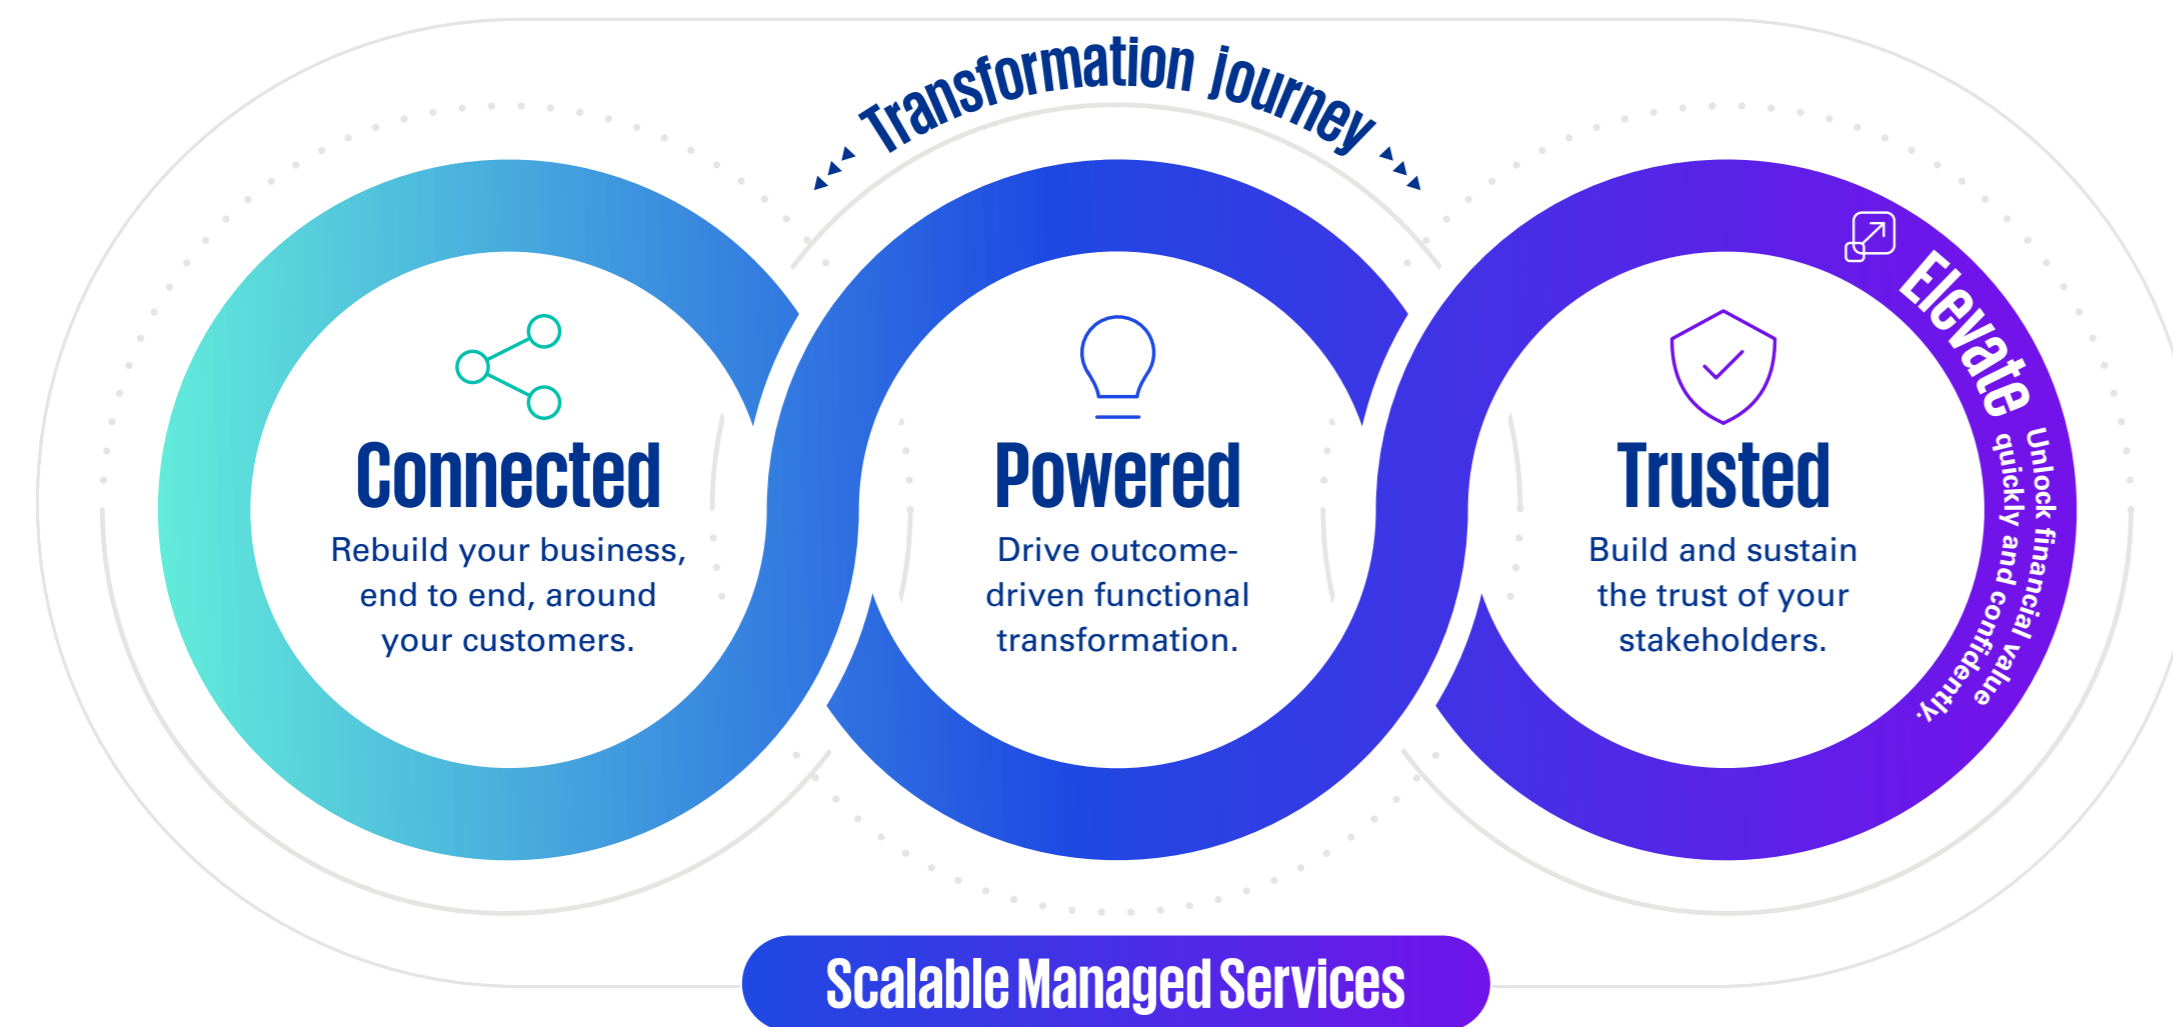 Transformation journey
Connected
Rebuild your business,
end to end, around
your customers.
Powered
Drive outcome-
driven functional
transformation.
Trusted
Build and sustain
the trust of your
stakeholders.
Elevate
Unlock financial value
quickly and confidently.
Scalable Managed Services